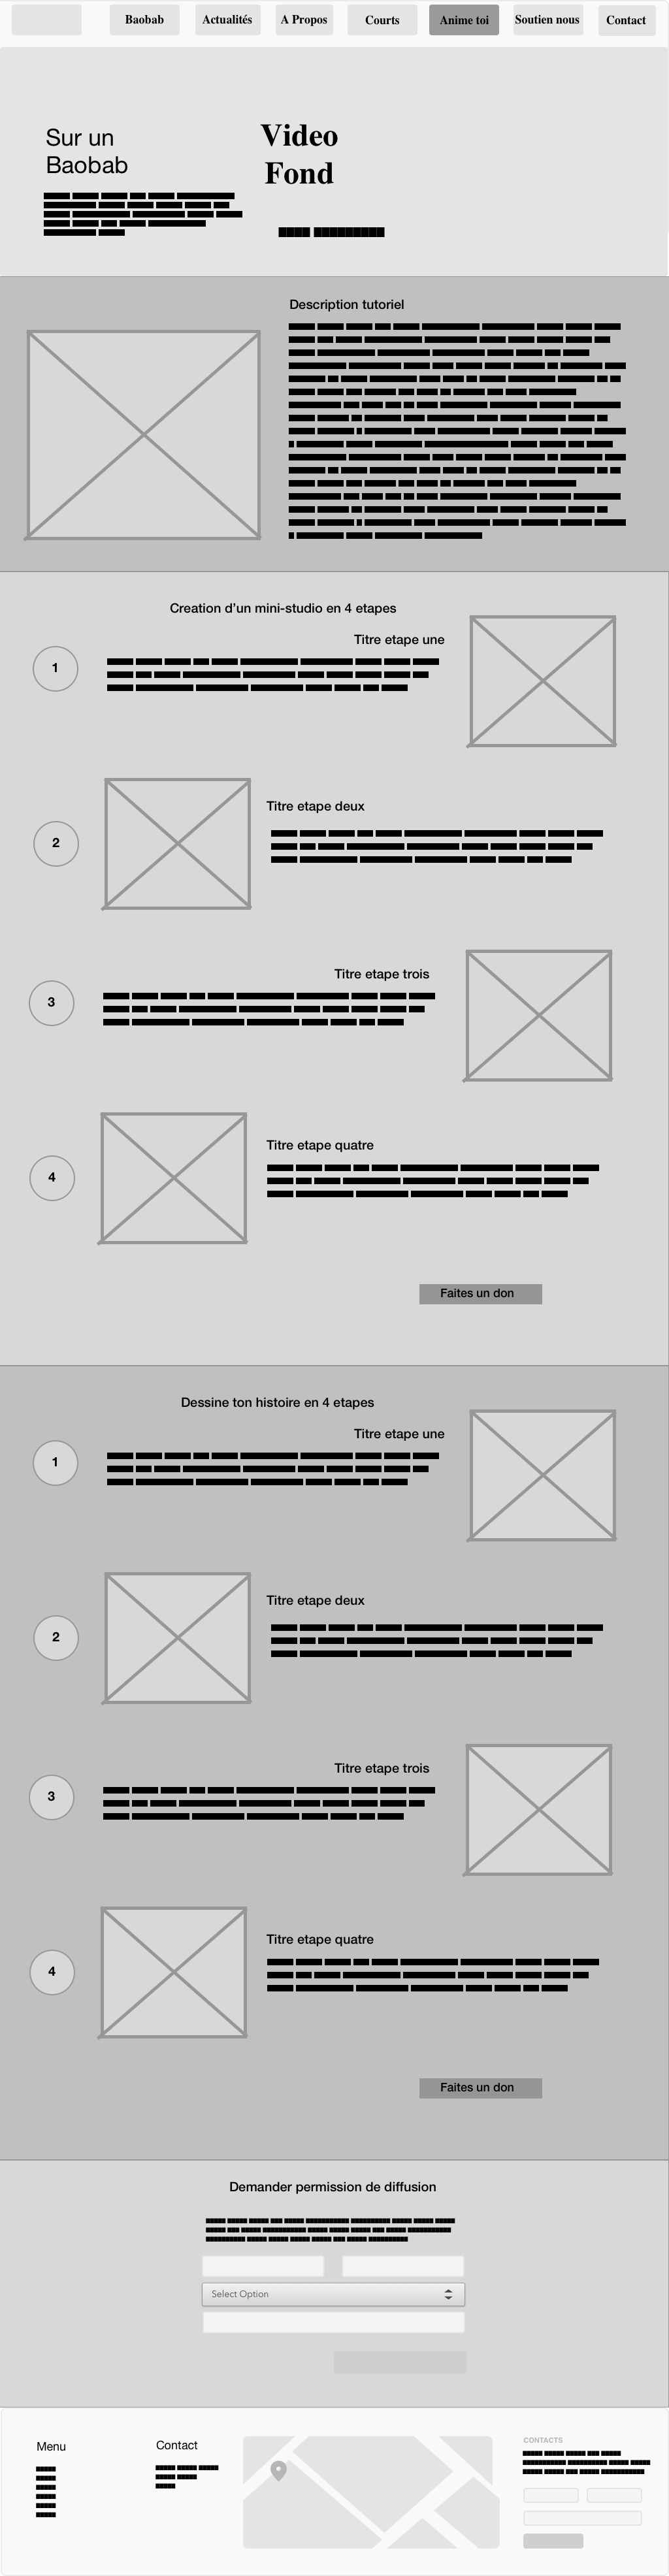 Baobab
Actualités
A Propos
Courts
Anime toi
Soutien nous
Contact
Sur un
Baobab
Video
Fond
Description tutoriel
Creation d'un mini-studio en 4 etapes
Titre etape une
1
Titre etape deux
2
Titre etape trois
3
Titre etape quatre
4
Faites un don
Dessine ton histoire en 4 etapes
Titre etape une
1
Titre etape deux
2
Titre etape trois
3
Titre etape quatre
4
Faites un don
Demander permission de diffusion
Select Option
Menu
Contact
CONTACTS